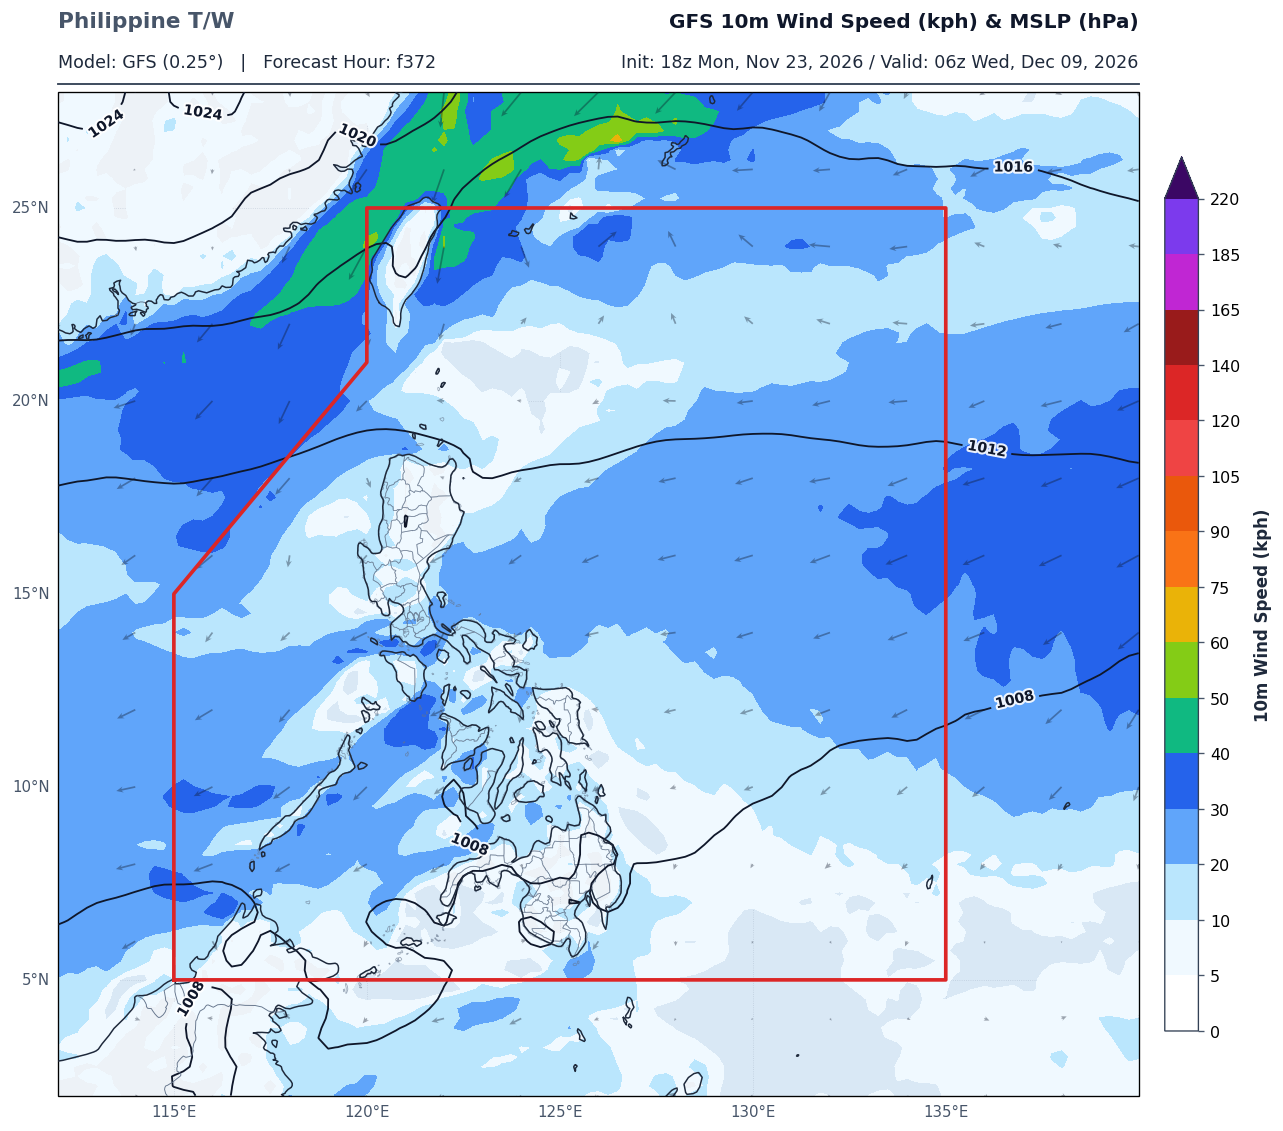 Philippine T/W
GFS 10m Wind Speed (kph) & MSLP (hPa)
Model: GFS (0.25°) | Forecast Hour: f372
Init: 18z Mon, Nov 23, 2026 / Valid: 06z Wed, Dec 09, 2026
1024
1024
1020
1016
1012
1008
1008
1008
25°N
20°N
15°N
10°N
5°N
115°E
120°E
125°E
130°E
135°E
220
185
165
140
120
105
90
75
60
50
40
30
20
10
5
0
10m Wind Speed (kph)